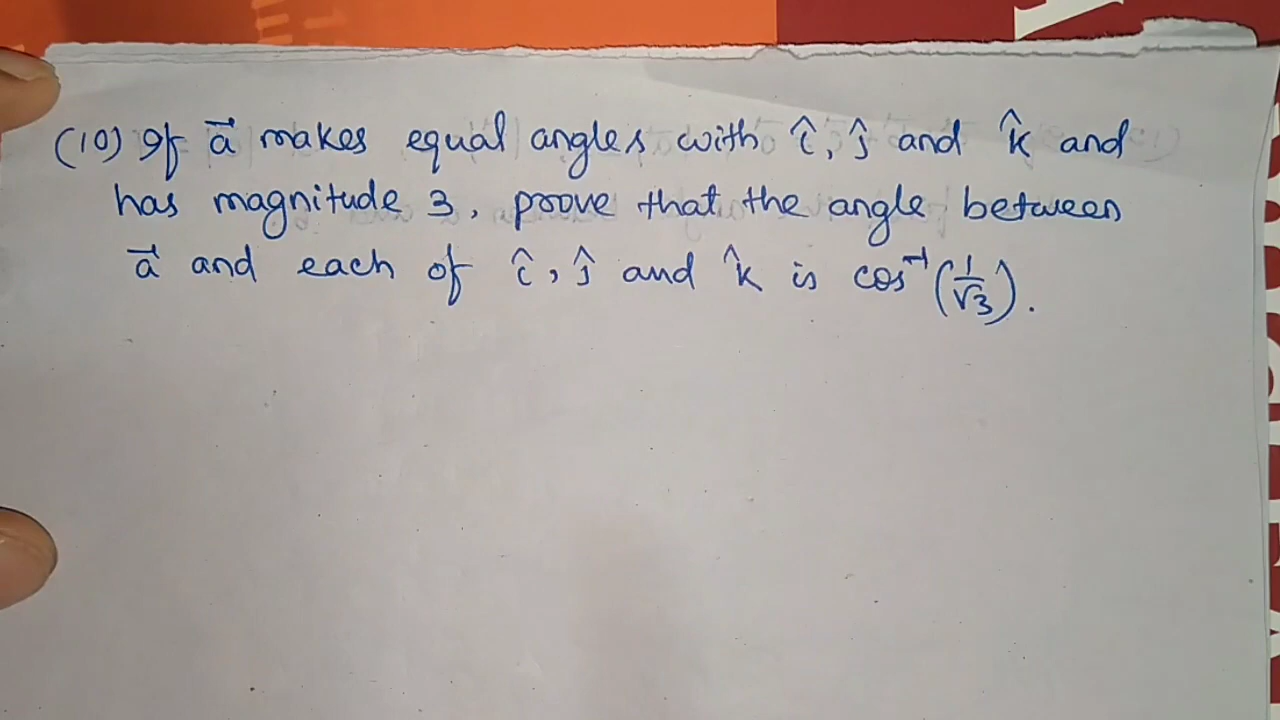 (10) If a⃗ makes equal angles with î, ĵ and k̂ and
has magnitude 3, prove that the angle between
a⃗ and each of î, ĵ and k̂ is cos⁻¹(1/√3).